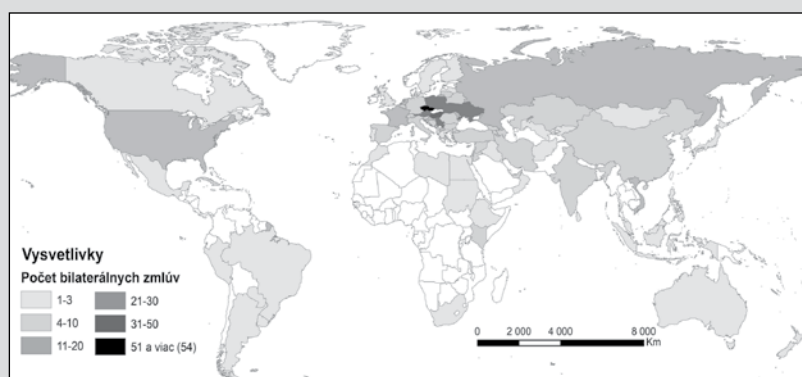 Vysvetlivky
Počet bilaterálnych zmlúv
1-3 21-30
4-10 31-50
11-20 51 a viac (54)
0 2 000 4 000 8 000
Km